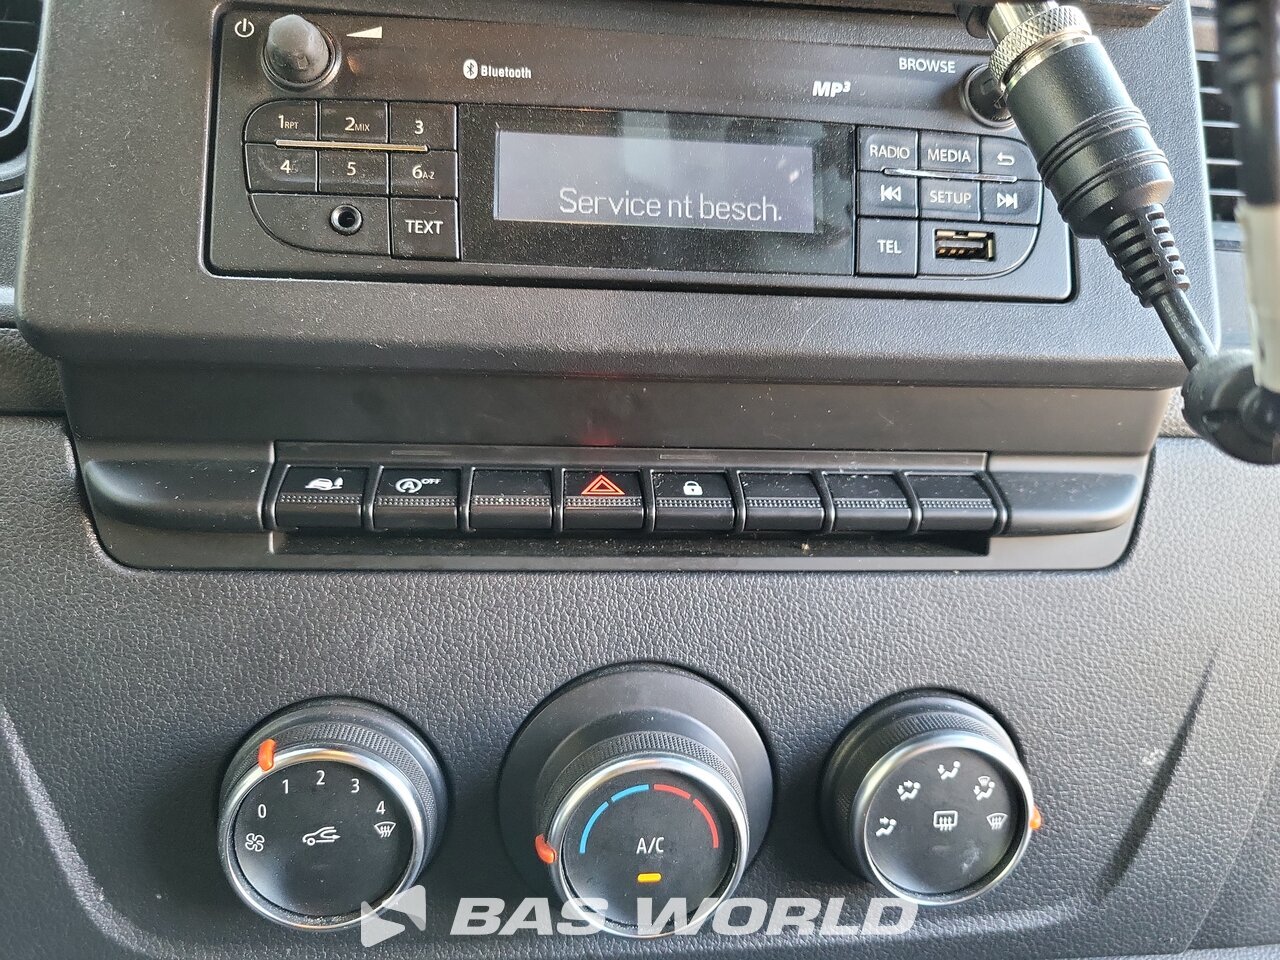 Bluetooth
MP3
BROWSE
1RPT
2MIX
3
4
5
6A-Z
TEXT
Service nt besch.
RADIO
MEDIA
SETUP
TEL
A OFF
0
1
2
3
4
A/C
BAS WORLD